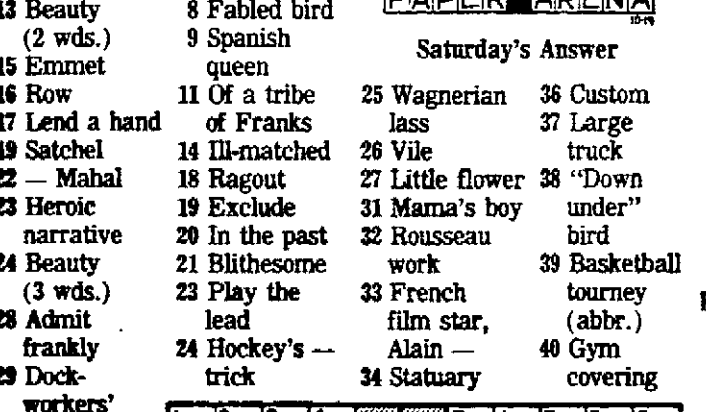 13 Beauty
(2 wds.)
15 Emmet
16 Row
17 Lend a hand
19 Satchel
22 — Mahal
23 Heroic
narrative
24 Beauty
(3 wds.)
28 Admit
frankly
29 Dock-
workers'
8 Fabled bird
9 Spanish
queen
11 Of a tribe
of Franks
14 Ill-matched
18 Ragout
19 Exclude
20 In the past
21 Blithesome
23 Play the
lead
24 Hockey's —
trick
PAPER ARENA
10-19
Saturday's Answer
25 Wagnerian
lass
26 Vile
27 Little flower
31 Mama's boy
32 Rousseau
work
33 French
film star,
Alain —
34 Statuary
36 Custom
37 Large
truck
38 “Down
under”
bird
39 Basketball
tourney
(abbr.)
40 Gym
covering